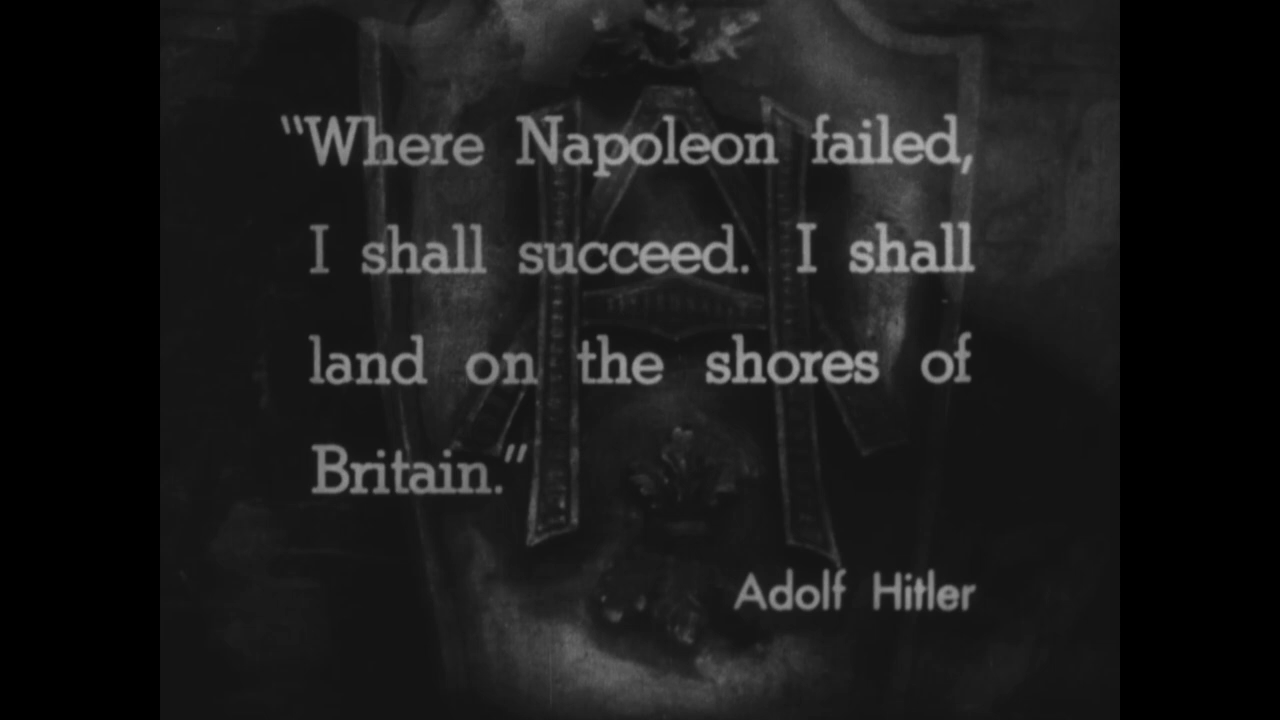 "Where Napoleon failed,
I shall succeed. I shall
land on the shores of
Britain."
Adolf Hitler